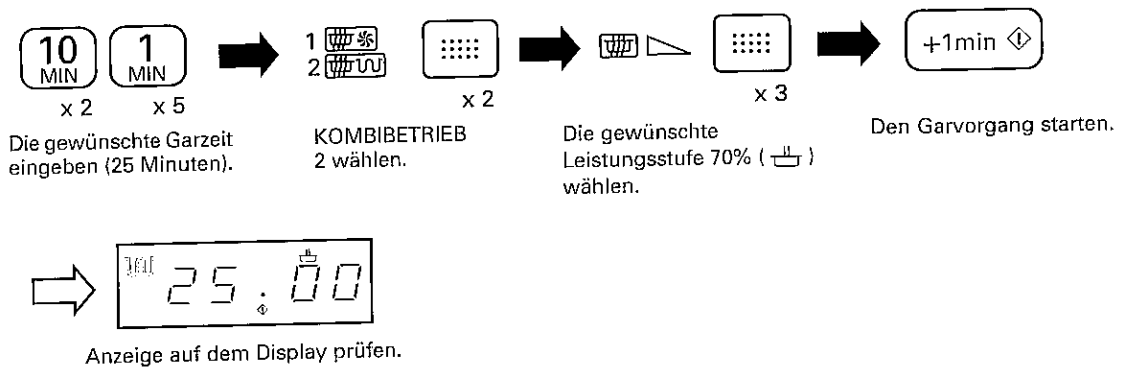 10 MIN
x 2
1 MIN
x 5
Die gewünschte Garzeit
eingeben (25 Minuten).
1
2
x 2
KOMBIBETRIEB
2 wählen.
x 3
Die gewünschte
Leistungsstufe 70% ( )
wählen.
+1min
Den Garvorgang starten.
25:00
Anzeige auf dem Display prüfen.